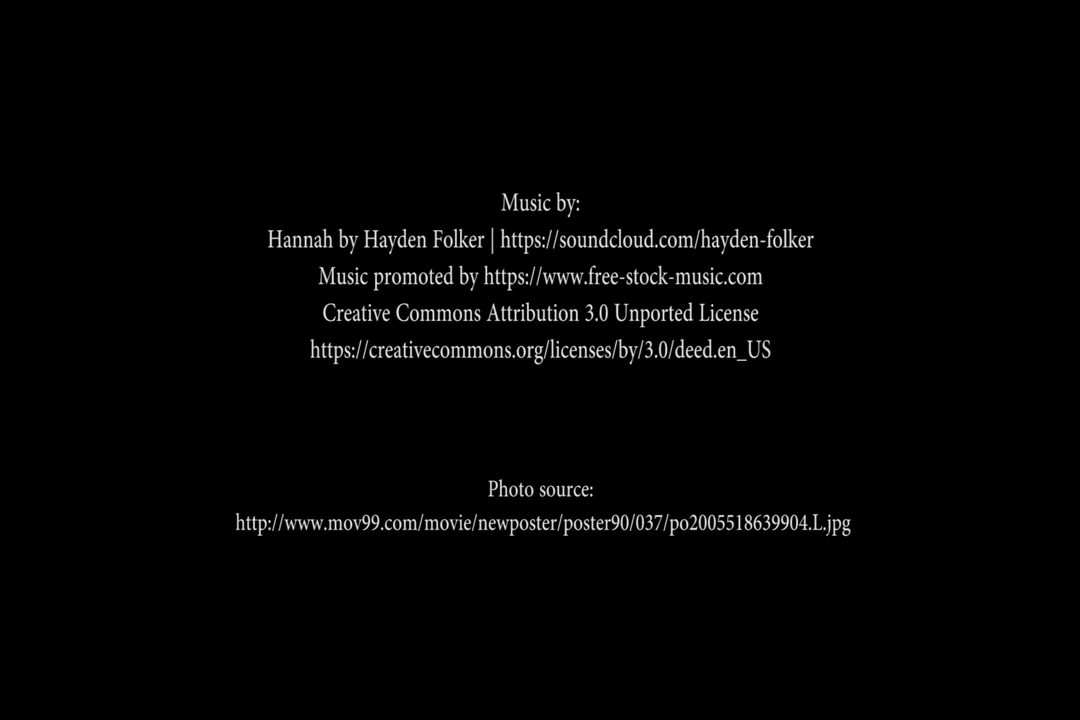 Music by:
Hannah by Hayden Folker | https://soundcloud.com/hayden-folker
Music promoted by https://www.free-stock-music.com
Creative Commons Attribution 3.0 Unported License
https://creativecommons.org/licenses/by/3.0/deed.en_US
Photo source:
http://www.mov99.com/movie/newposter/poster90/037/po2005518639904.L.jpg